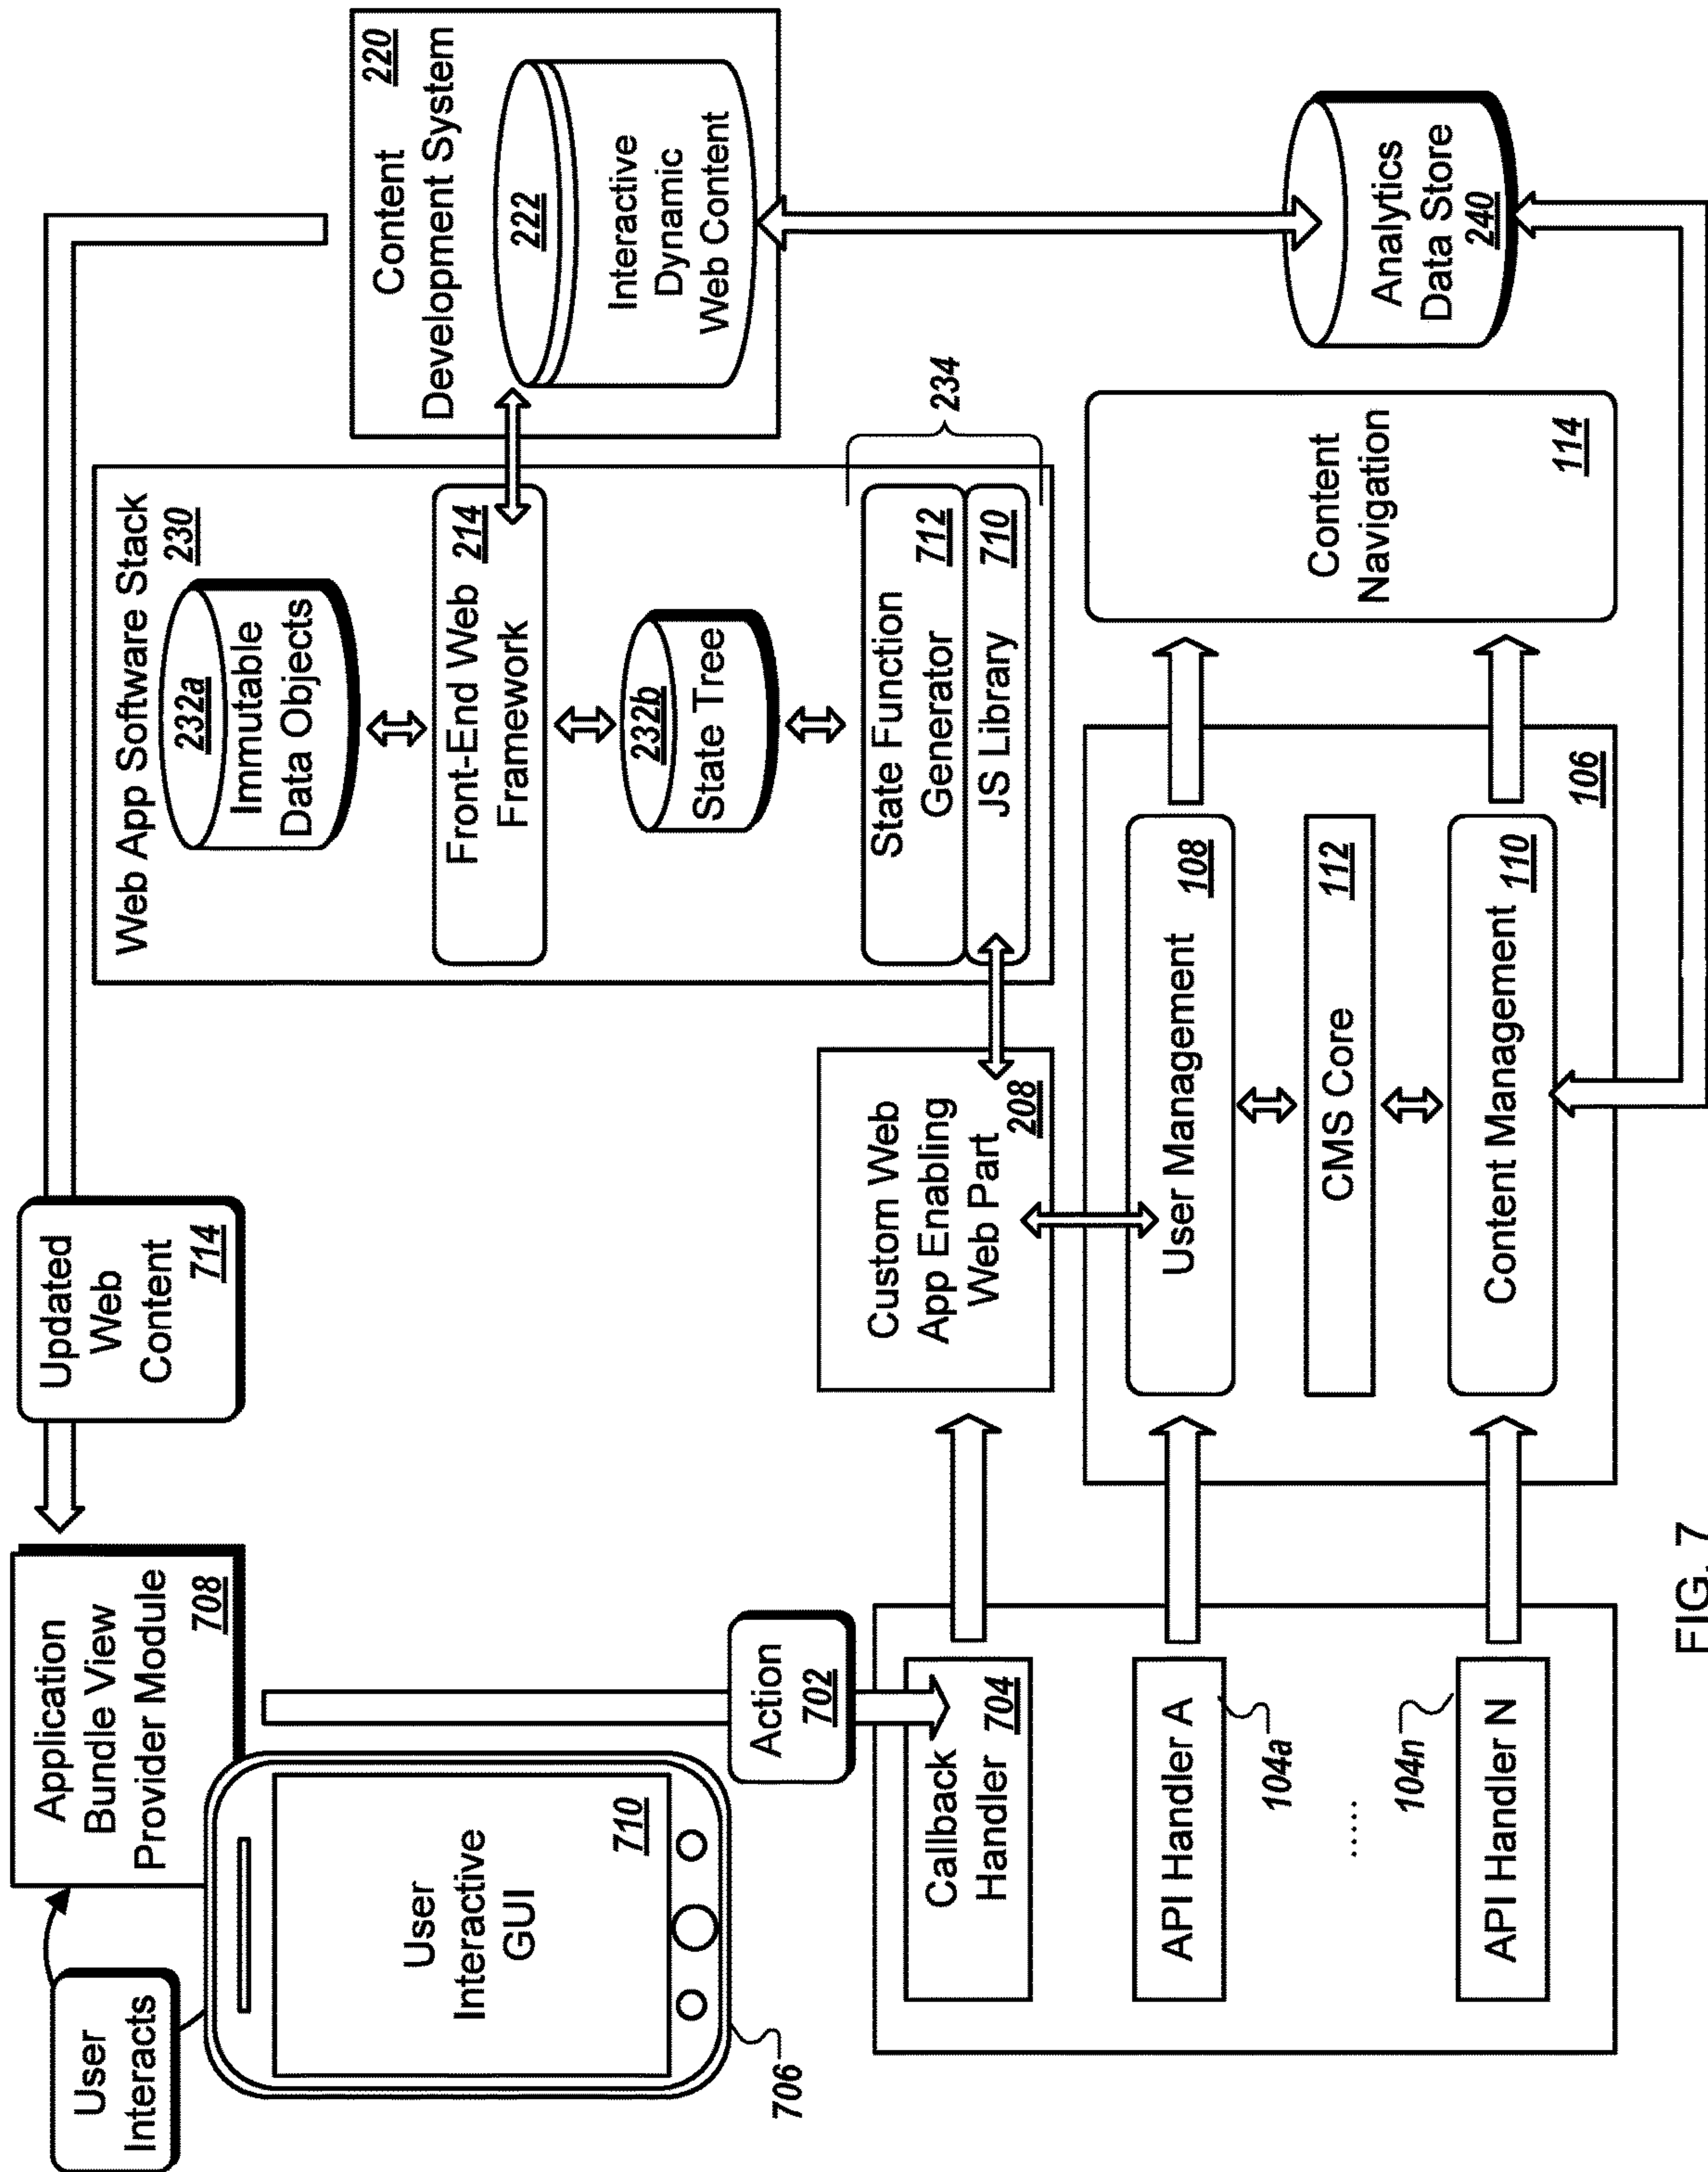 User
Interacts
Application
Bundle View
Provider Module
708
Updated
Web
Content
714
User
Interactive
GUI
710
706
Action
702
Web App Software Stack
230
232a
Immutable
Data Objects
Front-End Web
Framework
214
232b
State Tree
State Function
Generator
712
JS Library
710
234
Content
Development System
220
222
Interactive
Dynamic
Web Content
Callback
Handler
704
API Handler A
104a
.....
API Handler N
104n
Custom Web
App Enabling
Web Part
208
User Management
108
CMS Core
112
Content Management
110
106
Content
Navigation
114
Analytics
Data Store
240
FIG. 7